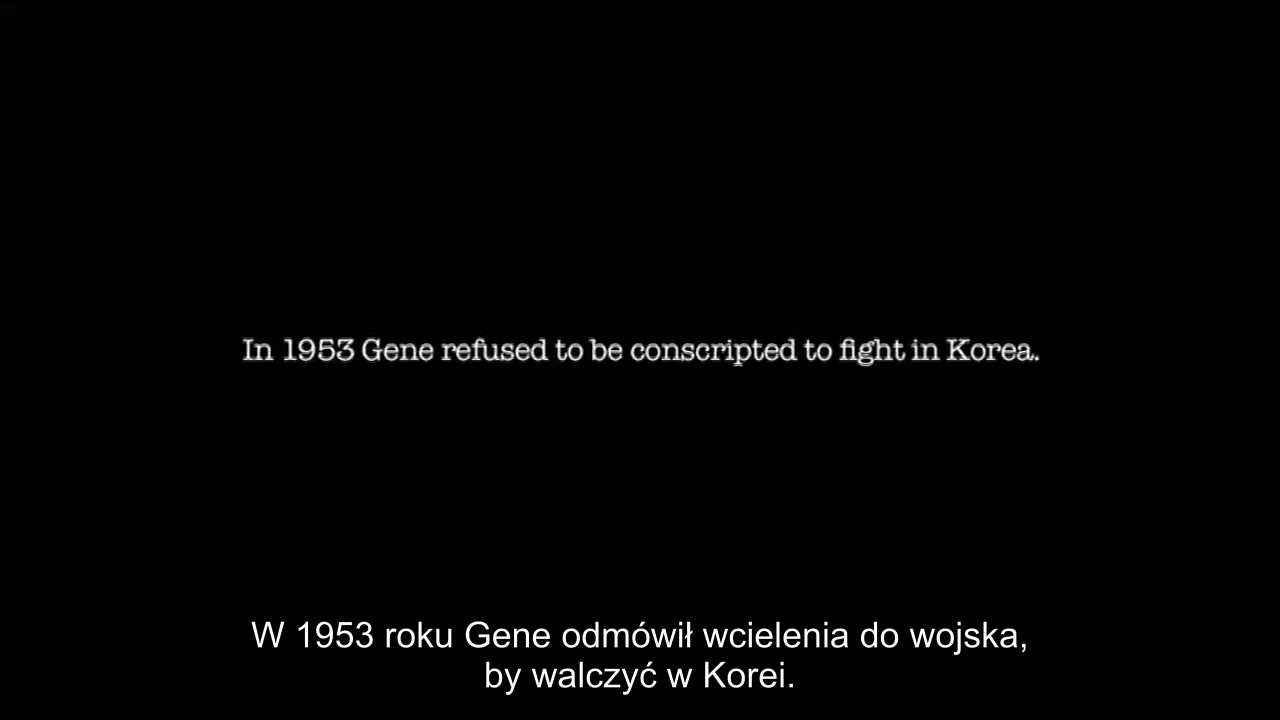 In 1953 Gene refused to be conscripted to fight in Korea.
W 1953 roku Gene odmówił wcielenia do wojska,
by walczyć w Korei.